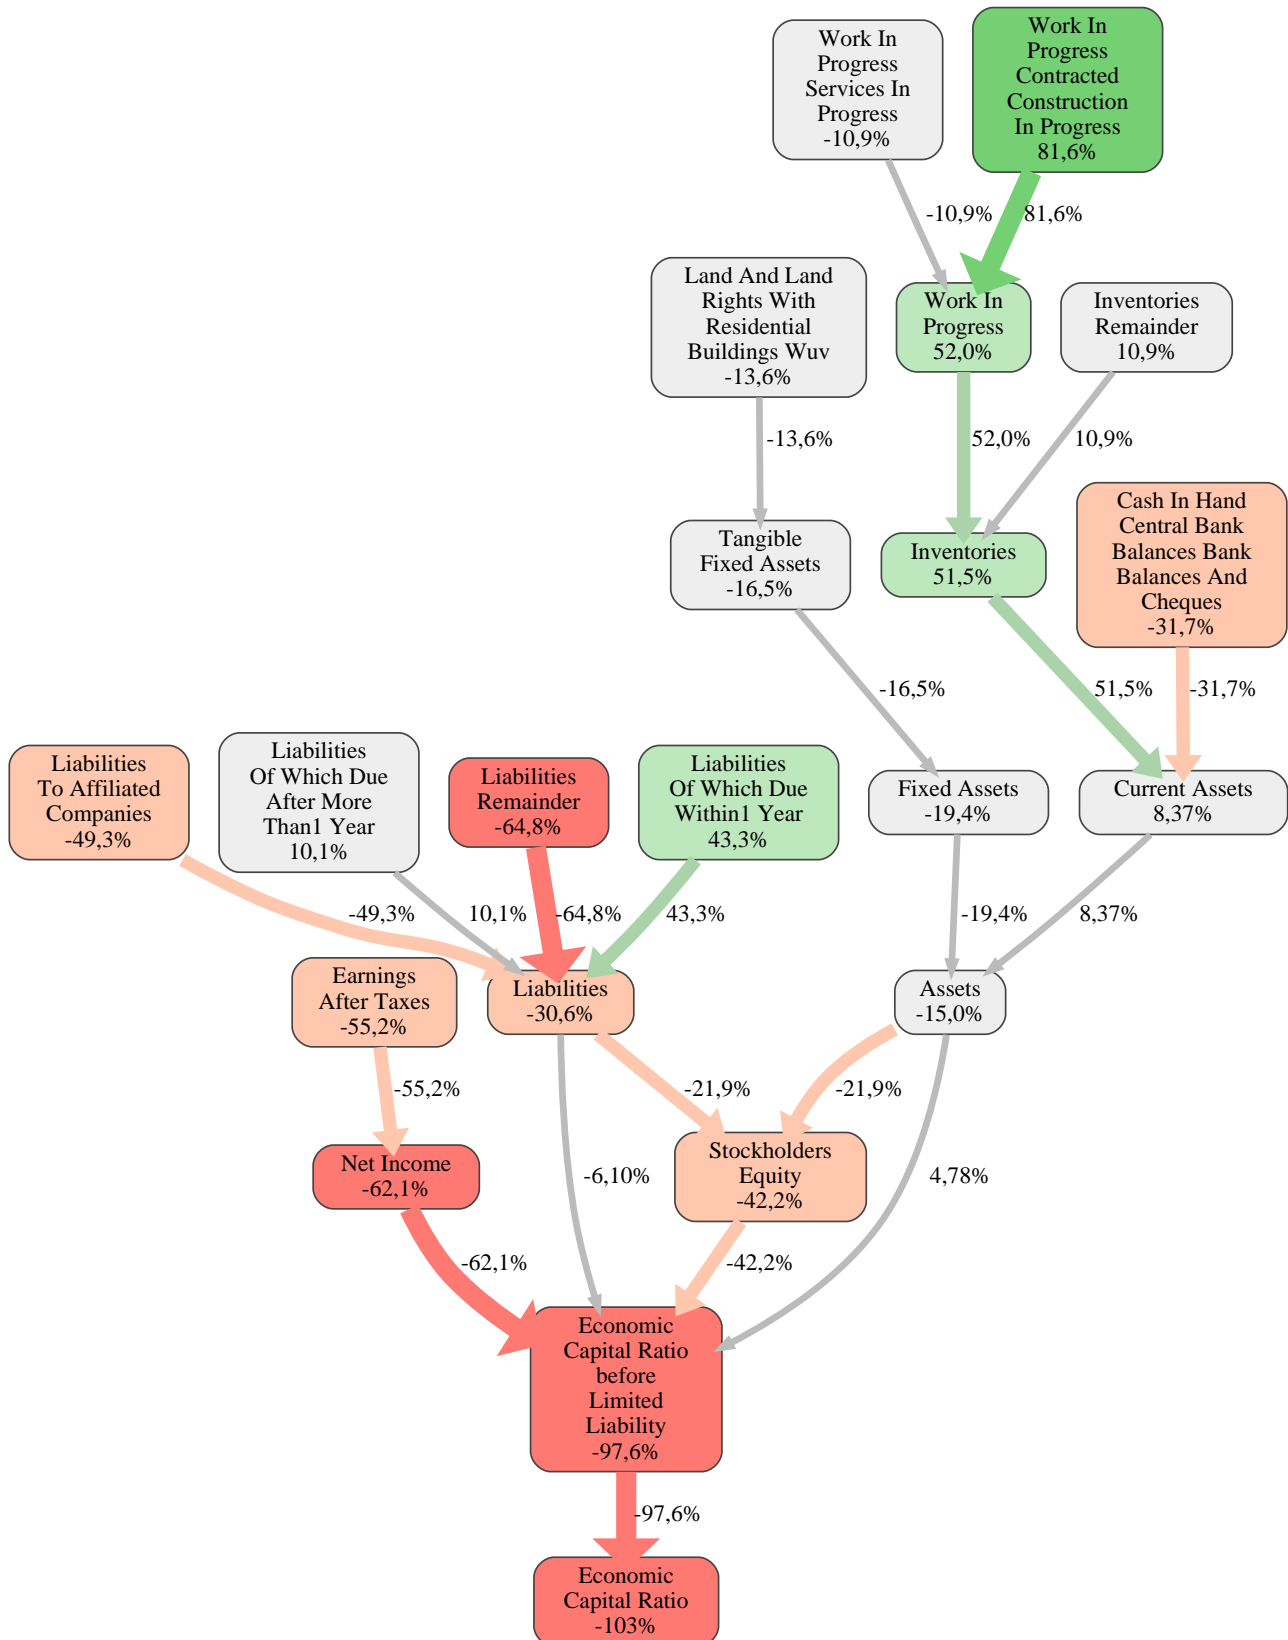 Work In
Progress
Services In
Progress
-10,9%
Work In
Progress
Contracted
Construction
In Progress
81,6%
-10,9%
81,6%
Land And Land
Rights With
Residential
Buildings Wuv
-13,6%
Work In
Progress
52,0%
Inventories
Remainder
10,9%
-13,6%
52,0%
10,9%
Cash In Hand
Central Bank
Balances Bank
Balances And
Cheques
-31,7%
Tangible
Fixed Assets
-16,5%
Inventories
51,5%
-16,5%
51,5%
-31,7%
Liabilities
To Affiliated
Companies
-49,3%
Liabilities
Of Which Due
After More
Than1 Year
10,1%
Liabilities
Remainder
-64,8%
Liabilities
Of Which Due
Within1 Year
43,3%
Fixed Assets
-19,4%
Current Assets
8,37%
-49,3%
10,1%
-64,8%
43,3%
-19,4%
8,37%
Earnings
After Taxes
-55,2%
Liabilities
-30,6%
Assets
-15,0%
-55,2%
-21,9%
-21,9%
Net Income
-62,1%
-6,10%
Stockholders
Equity
-42,2%
4,78%
-62,1%
-42,2%
Economic
Capital Ratio
before
Limited
Liability
-97,6%
-97,6%
Economic
Capital Ratio
-103%